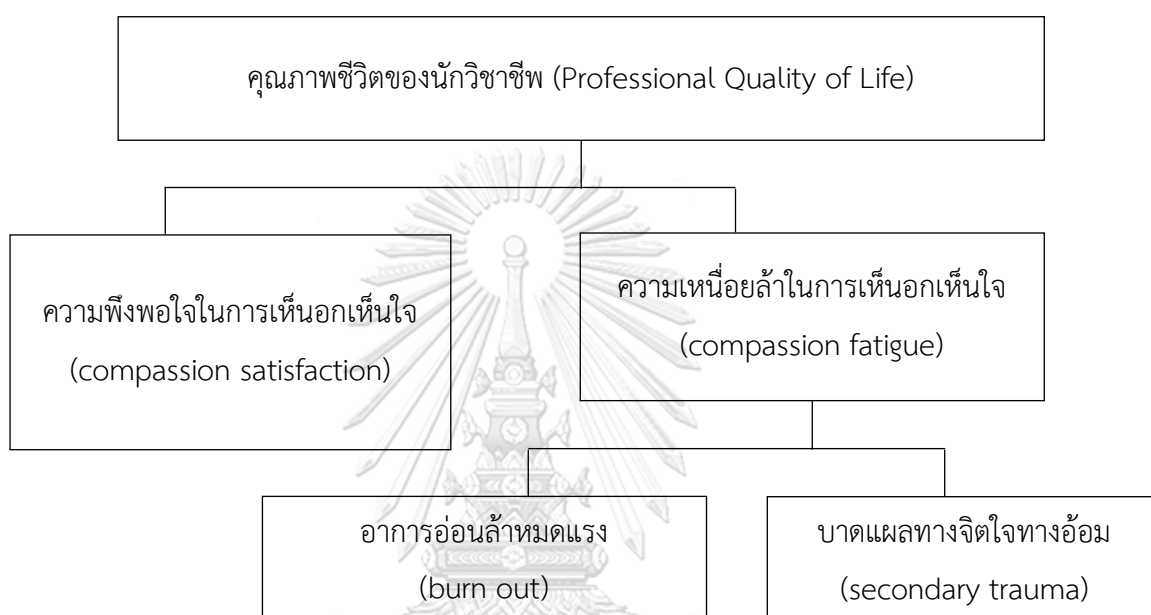 คุณภาพชีวิตของนักวิชาชีพ (Professional Quality of Life)
ความพึงพอใจในการเห็นอกเห็นใจ
(compassion satisfaction)
ความเหนื่อยล้าในการเห็นอกเห็นใจ
(compassion fatigue)
อาการอ่อนล้าหมดแรง
(burn out)
บาดแผลทางจิตใจทางอ้อม
(secondary trauma)